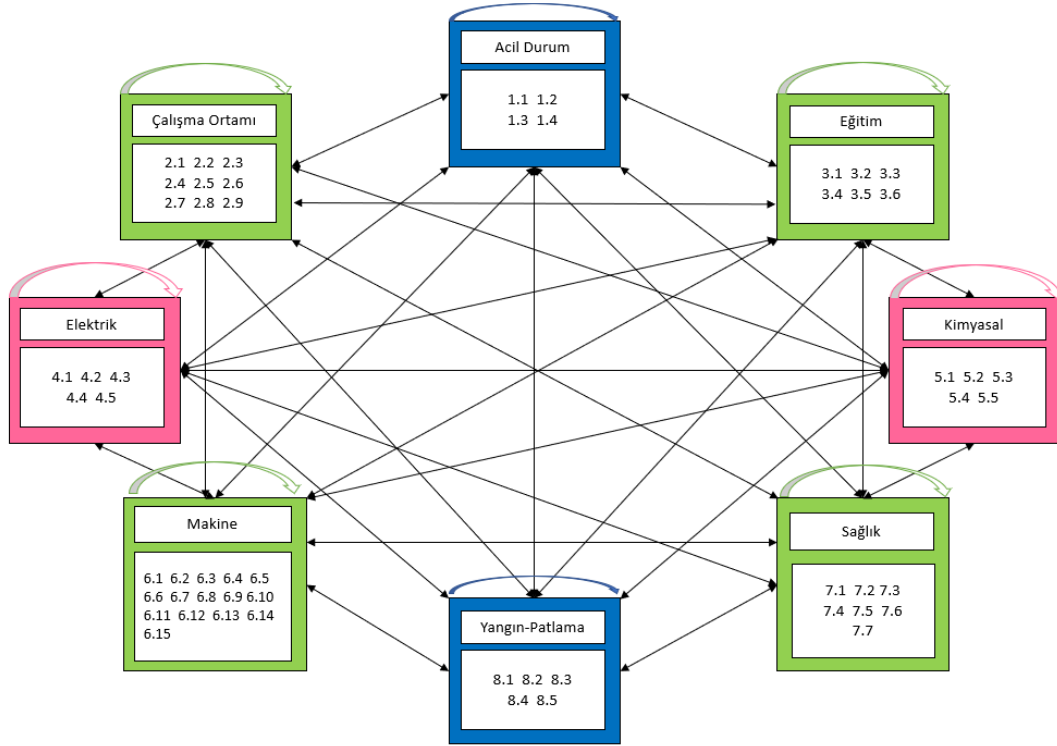 Acil Durum
1.1 1.2
1.3 1.4
Çalışma Ortamı
2.1 2.2 2.3
2.4 2.5 2.6
2.7 2.8 2.9
Eğitim
3.1 3.2 3.3
3.4 3.5 3.6
Elektrik
4.1 4.2 4.3
4.4 4.5
Kimyasal
5.1 5.2 5.3
5.4 5.5
Makine
6.1 6.2 6.3 6.4 6.5
6.6 6.7 6.8 6.9 6.10
6.11 6.12 6.13 6.14
6.15
Sağlık
7.1 7.2 7.3
7.4 7.5 7.6
7.7
Yangın-Patlama
8.1 8.2 8.3
8.4 8.5